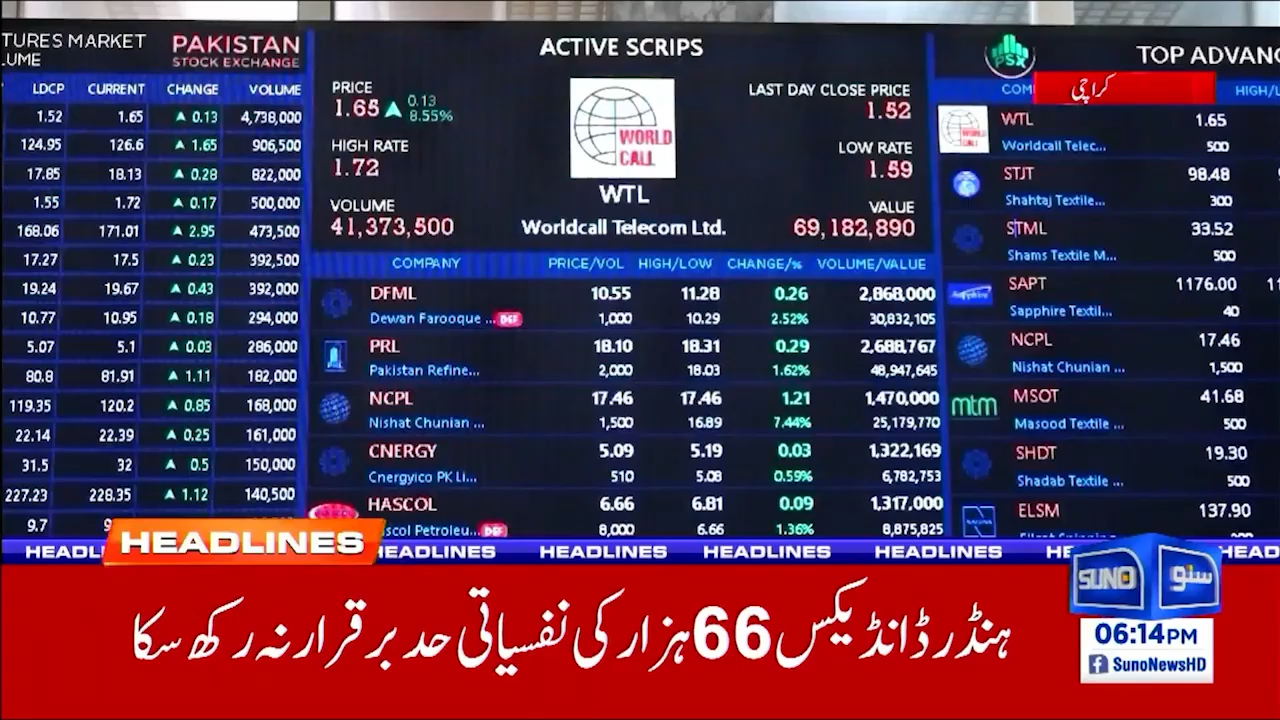 TURES MARKET
LUME
PAKISTAN
STOCK EXCHANGE
LDCP CURRENT CHANGE VOLUME
1.52 1.65 ▲ 0.13 4,738,000
124.95 126.6 ▲ 1.65 906,500
17.85 18.13 ▲ 0.28 822,000
1.55 1.72 ▲ 0.17 500,000
168.06 171.01 ▲ 2.95 473,500
17.27 17.5 ▲ 0.23 392,500
19.24 19.67 ▲ 0.43 392,000
10.77 10.95 ▲ 0.18 294,000
5.07 5.1 ▲ 0.03 286,000
80.8 81.91 ▲ 1.11 182,000
119.35 120.2 ▲ 0.85 168,000
22.14 22.39 ▲ 0.25 161,000
31.5 32 ▲ 0.5 150,000
227.23 228.35 ▲ 1.12 140,500
9.7
ACTIVE SCRIPS
PRICE
1.65 ▲ 0.13
8.55%
HIGH RATE
1.72
VOLUME
41,373,500
WORLD
CALL
WTL
Worldcall Telecom Ltd.
LAST DAY CLOSE PRICE
1.52
LOW RATE
1.59
VALUE
69,182,890
COMPANY PRICE/VOL HIGH/LOW CHANGE/% VOLUME/VALUE
DFML 10.55 11.28 0.26 2,868,000
Dewan Farooque ... DEF 1,000 10.29 2.52% 30,832,105
PRL 18.10 18.31 0.29 2,688,767
Pakistan Refine... 2,000 18.03 1.62% 48,947,645
NCPL 17.46 17.46 1.21 1,470,000
Nishat Chunian ... 1,500 16.89 7.44% 25,179,770
CNERGY 5.09 5.19 0.03 1,322,169
Cnergyico PK Li... 510 5.08 0.59% 6,782,753
HASCOL 6.66 6.81 0.09 1,317,000
scol Petroleu... DEF 8,000 6.66 1.36% 8,875,825
PSX
TOP ADVANC
COM HIGH/L
کراچی
WTL 1.65
Worldcall Telec... 500
STJT 98.48
Shahtaj Textile... 300
STML 33.52
Shams Textile M... 500
SAPT 1176.00
Sapphire Textil... 40
NCPL 17.46
Nishat Chunian ... 1,500
mtm
MSOT 41.68
Masood Textile ... 500
SHDT 19.30
Shadab Textile ... 500
ELSM 137.90
HEADLINES
HEADL HEADLINES HEADLINES HEADLINES HEADLINES HE HEAD
SUNO سنو
ہنڈرڈ انڈیکس 66 ہزار کی نفسیاتی حد برقرار نہ رکھ سکا
06:14PM
SunoNewsHD